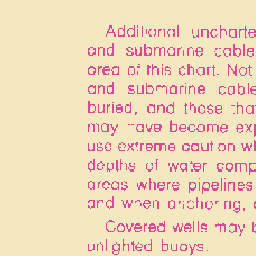 Additional uncharte
and submarine cable
area of this chart. Not
and submarine cable
buried, and those tha
may have become exp
use extreme caution wh
depths of water comp
areas where pipelines
and when anchoring,
Covered wells may b
unlighted buoys.